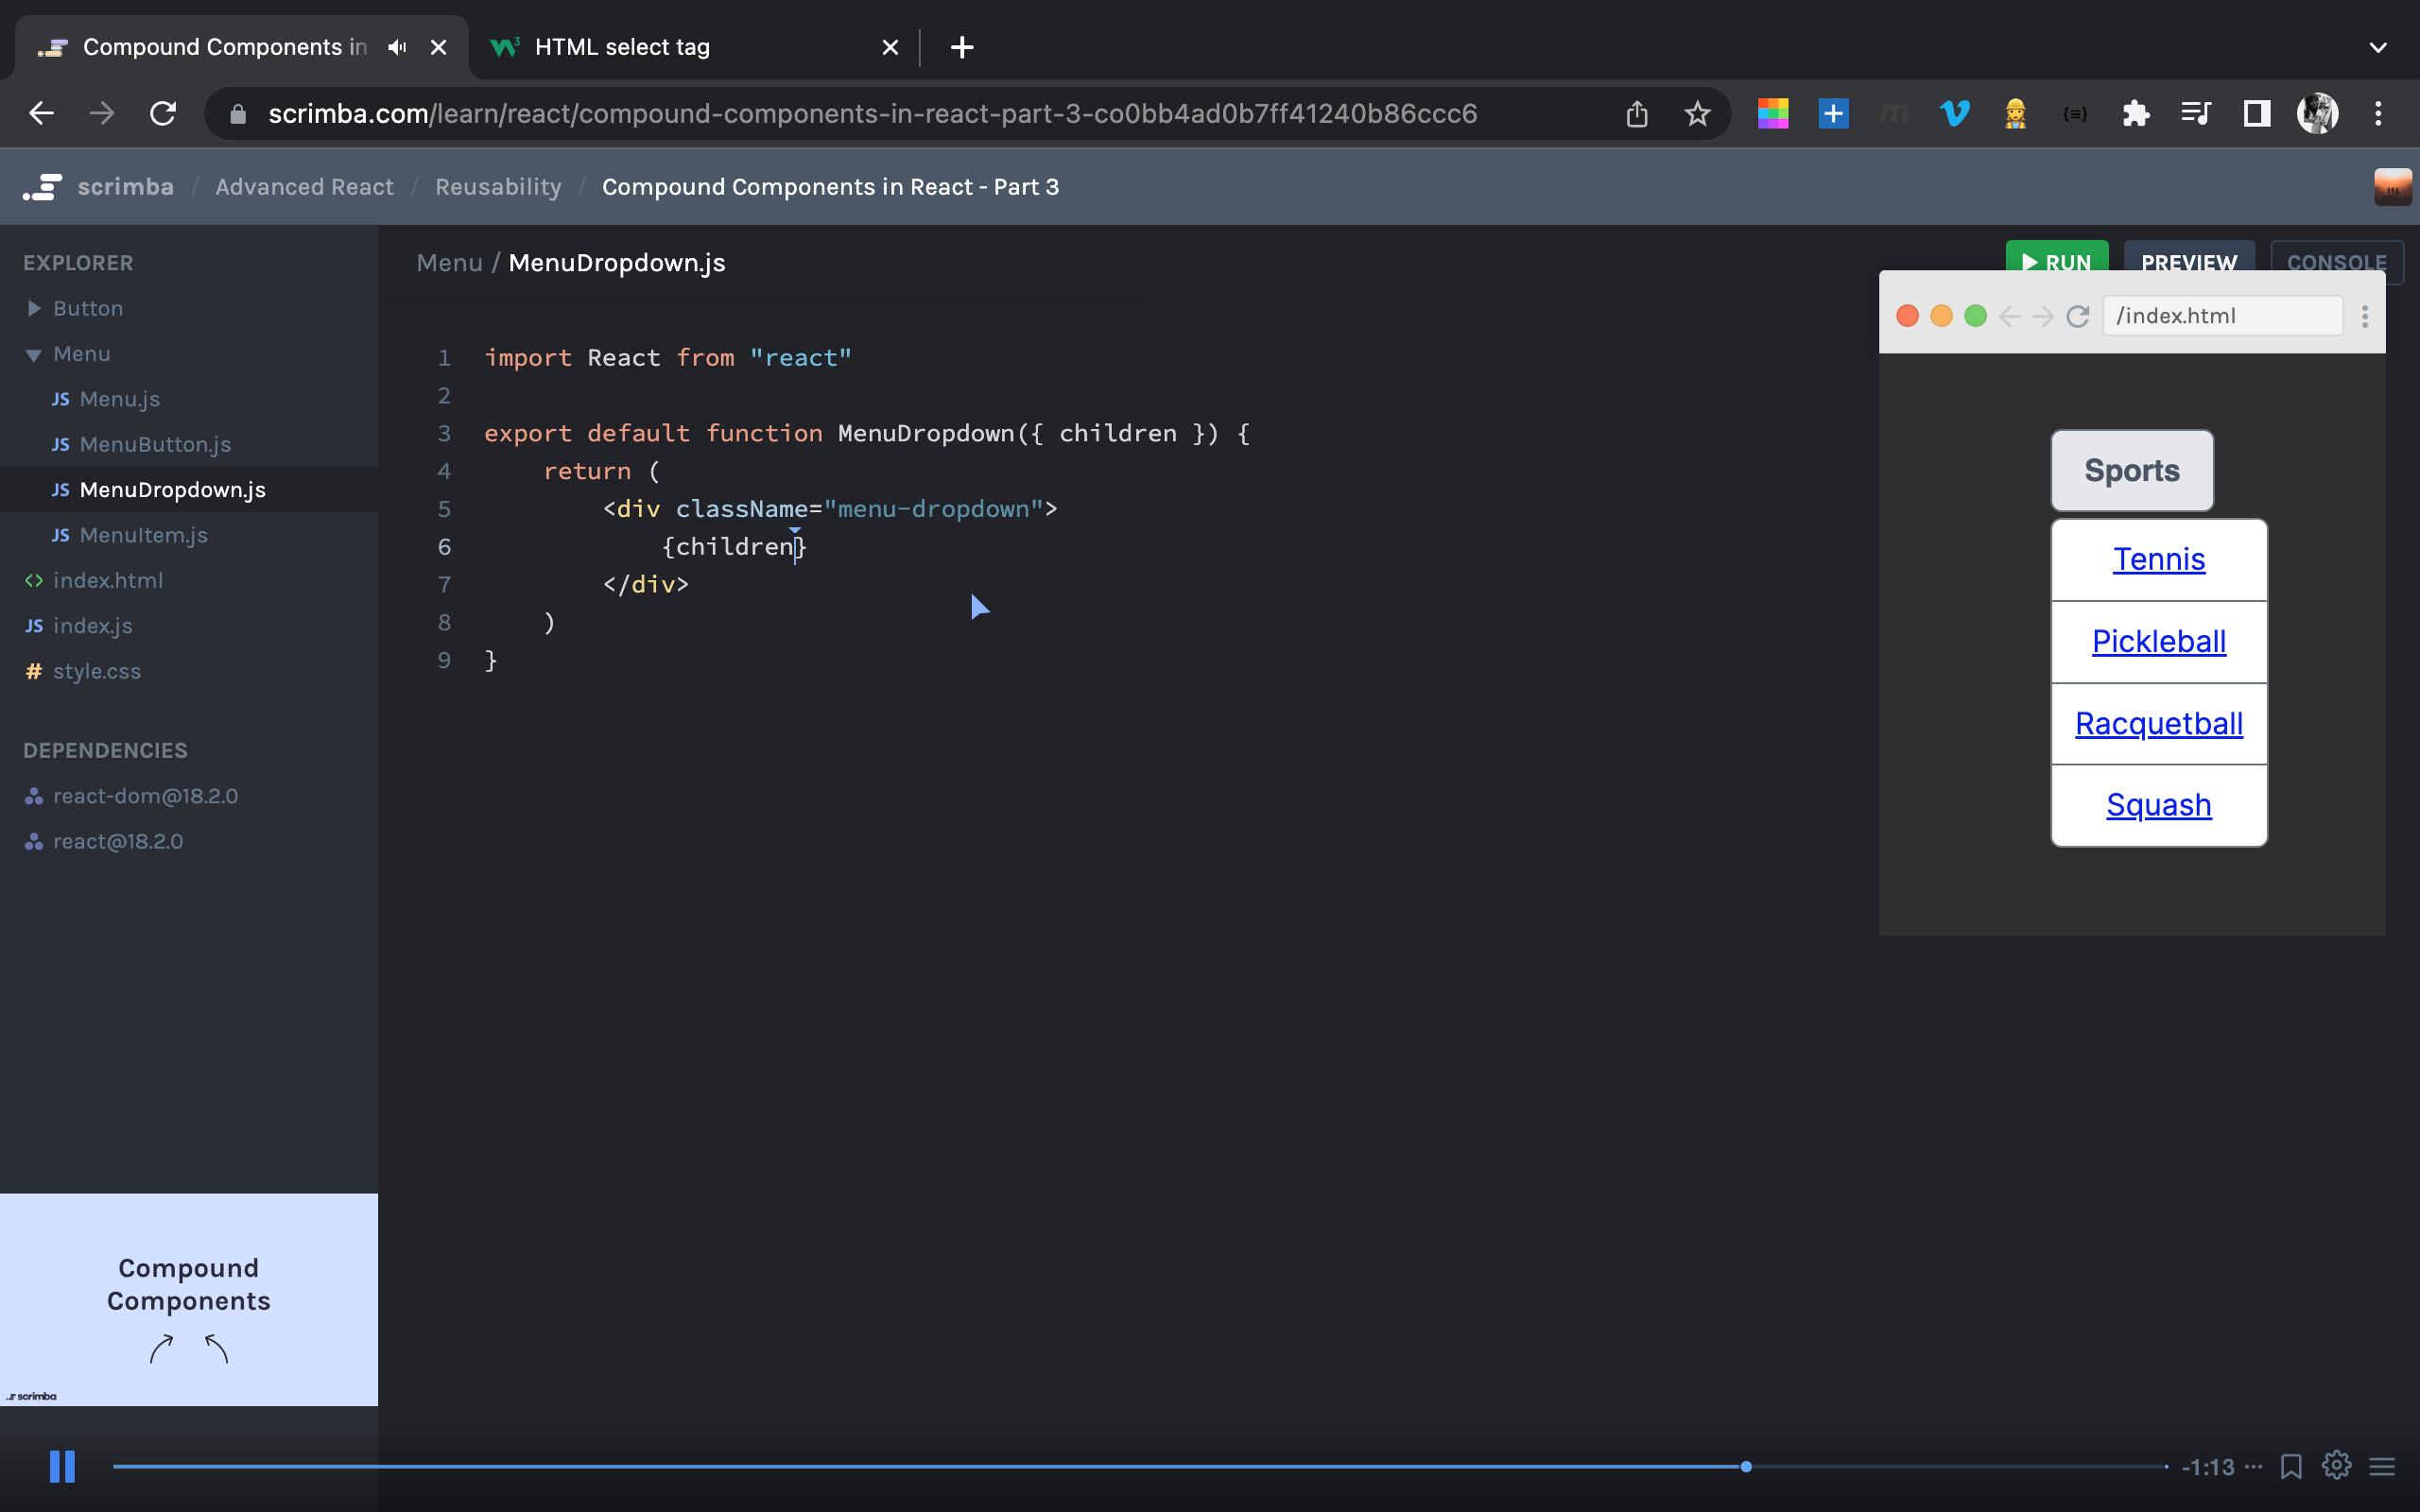 Compound Components in
HTML select tag
scrimba.com/learn/react/compound-components-in-react-part-3-co0bb4ad0b7ff41240b86ccc6
scrimba / Advanced React / Reusability / Compound Components in React - Part 3
EXPLORER
Button
Menu
JS Menu.js
JS MenuButton.js
JS MenuDropdown.js
JS MenuItem.js
<> index.html
JS index.js
# style.css
DEPENDENCIES
react-dom@18.2.0
react@18.2.0
Menu / MenuDropdown.js
RUN
PREVIEW
CONSOLE
1 import React from "react"
2
3 export default function MenuDropdown({ children }) {
4 return (
5 <div className="menu-dropdown">
6 {children}
7 </div>
8 )
9 }
/index.html
Sports
Tennis
Pickleball
Racquetball
Squash
Compound
Components
scrimba
-1:13